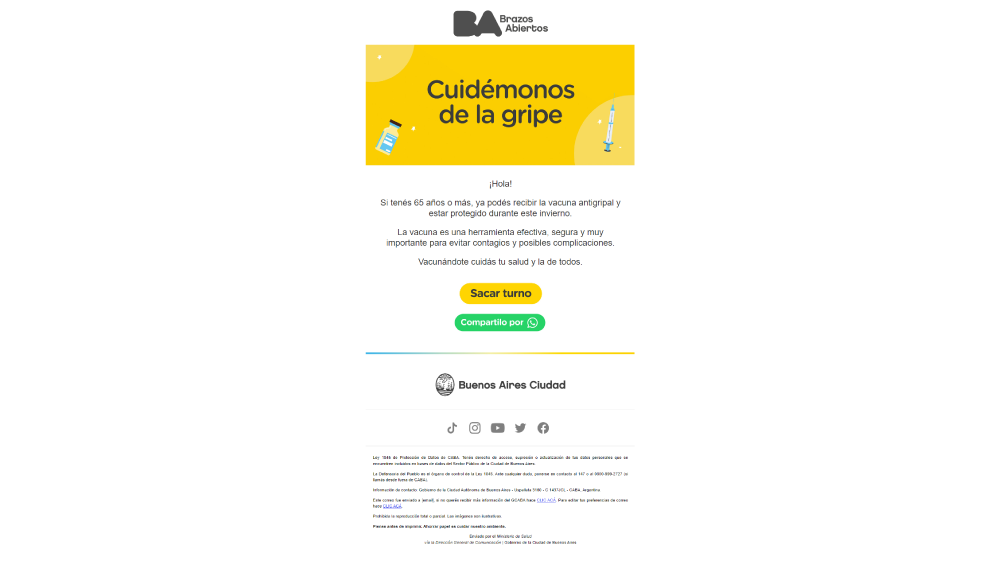 BA Brazos
Abiertos
Cuidémonos
de la gripe
¡Hola!
Si tenés 65 años o más, ya podés recibir la vacuna antigripal y
estar protegido durante este invierno.
La vacuna es una herramienta efectiva, segura y muy
importante para evitar contagios y posibles complicaciones.
Vacunándote cuidás tu salud y la de todos.
Sacar turno
Compartilo por
Buenos Aires Ciudad
Ley 1845 de Protección de Datos de CABA. Tenés derecho de acceso, supresión o actualización de tus datos personales que se
encuentren incluidos en bases de datos del Sector Público de la Ciudad de Buenos Aires.
La Defensoría del Pueblo es el órgano de control de la Ley 1845. Ante cualquier duda, ponerse en contacto al 147 o al 0800-999-2727 (si
llamás desde fuera de CABA).
Información de contacto: Gobierno de la Ciudad Autónoma de Buenos Aires - Uspallata 3160 - C 1437JCL - CABA, Argentina
Este correo fue enviado a (email), si no querés recibir más información del GCABA hacé CLIC ACÁ. Para editar tus preferencias de correo
hacé CLIC ACÁ.
Prohibida la reproducción total o parcial. Las imágenes son ilustrativas.
Piensa antes de imprimir. Ahorrar papel es cuidar nuestro ambiente.
Enviado por el Ministerio de Salud
vía la Dirección General de Comunicación | Gobierno de la Ciudad de Buenos Aires